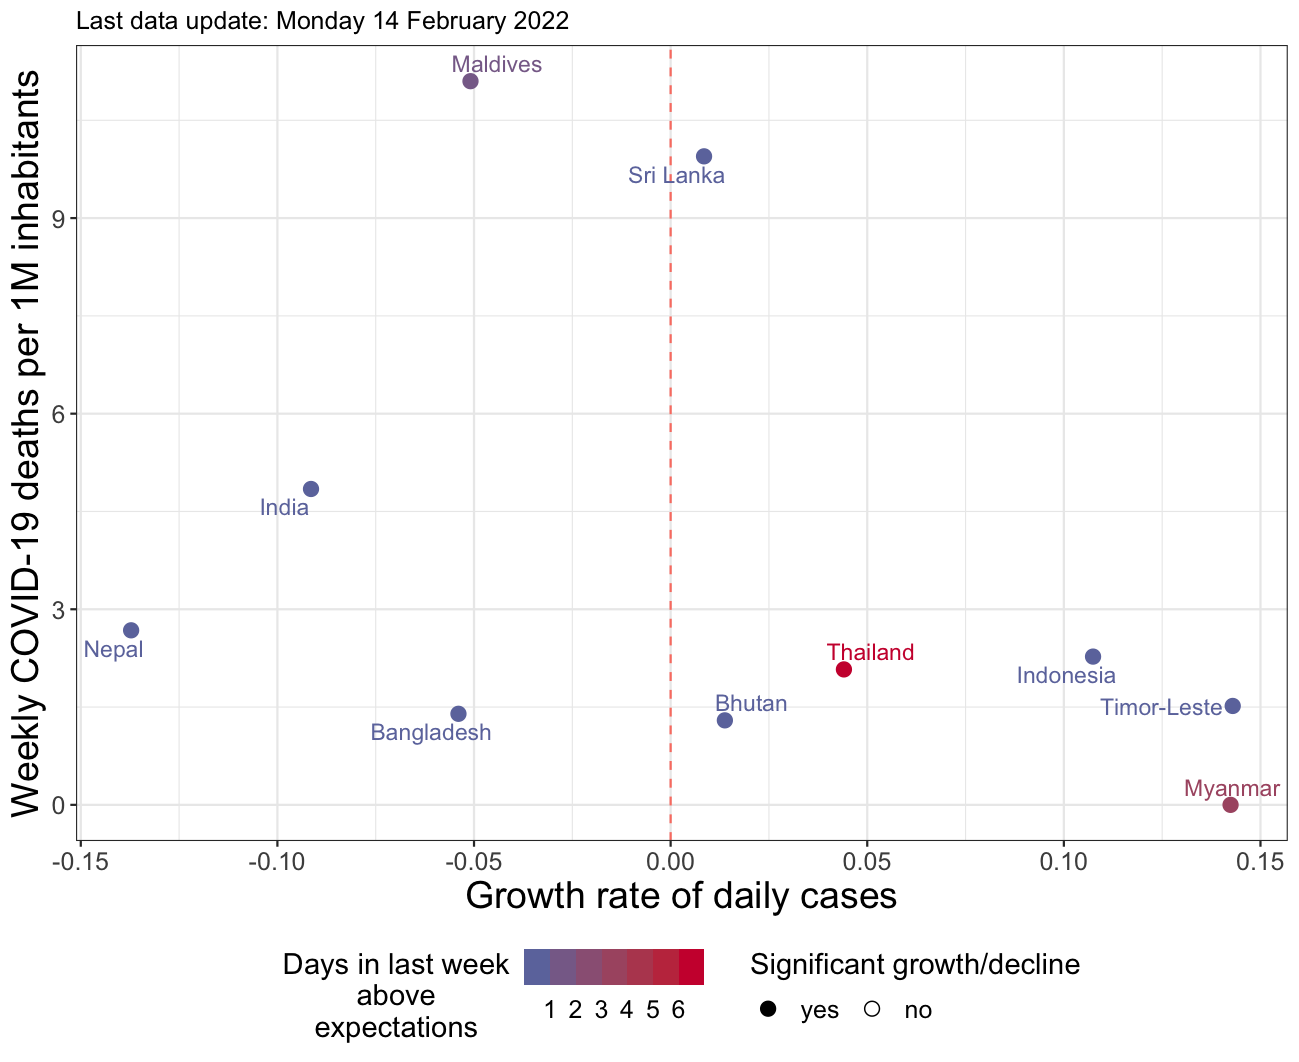 Last data update: Monday 14 February 2022
Weekly COVID-19 deaths per 1M inhabitants
Maldives
Sri Lanka
9
6
India
3
Nepal
Thailand
Indonesia
Bhutan
Timor-Leste
Bangladesh
Myanmar
0
-0.15 -0.10 -0.05 0.00 0.05 0.10 0.15
Growth rate of daily cases
Days in last week
above
expectations
1 2 3 4 5 6
Significant growth/decline
yes no